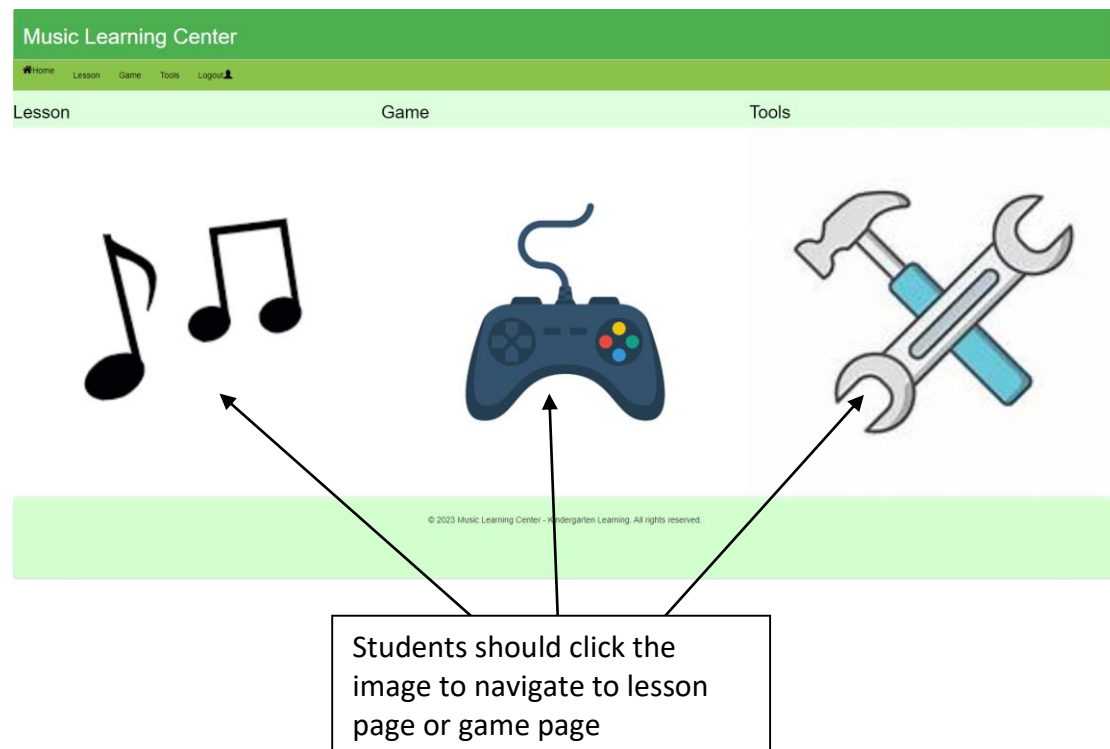 Music Learning Center
Home Lesson Game Tools Logout
Lesson Game Tools
© 2023 Music Learning Center - Kindergarten Learning. All rights reserved.
Students should click the
image to navigate to lesson
page or game page